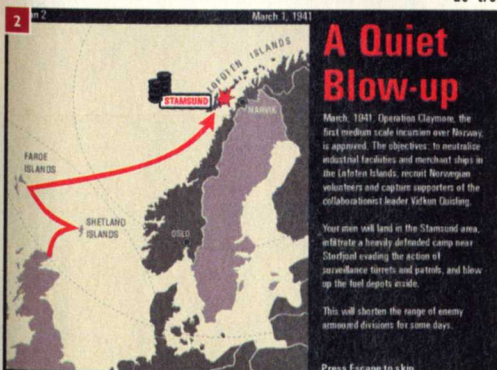 2
n 2
March 1, 1941
A Quiet
Blow-up
March, 1941. Operation Claymore, the
first medium scale incursion over Norway,
is approved. The objectives: to neutralise
industrial facilities and merchant ships in
the Lofoten Islands, recruit Norwegian
volunteers and capture supporters of the
collaborationist leader Vidkun Quisling.
Your men will land in the Stamsund area,
infiltrate a heavily defended camp near
Storfjord evading the action of
surveillance turrets and patrols, and blow
up the fuel depots inside.
This will shorten the range of enemy
armoured divisions for some days.
Press Escape to skip
LOFOTEN ISLANDS
STAMSUND
NARVIK
FAROE
ISLANDS
SHETLAND
ISLANDS
OSLO